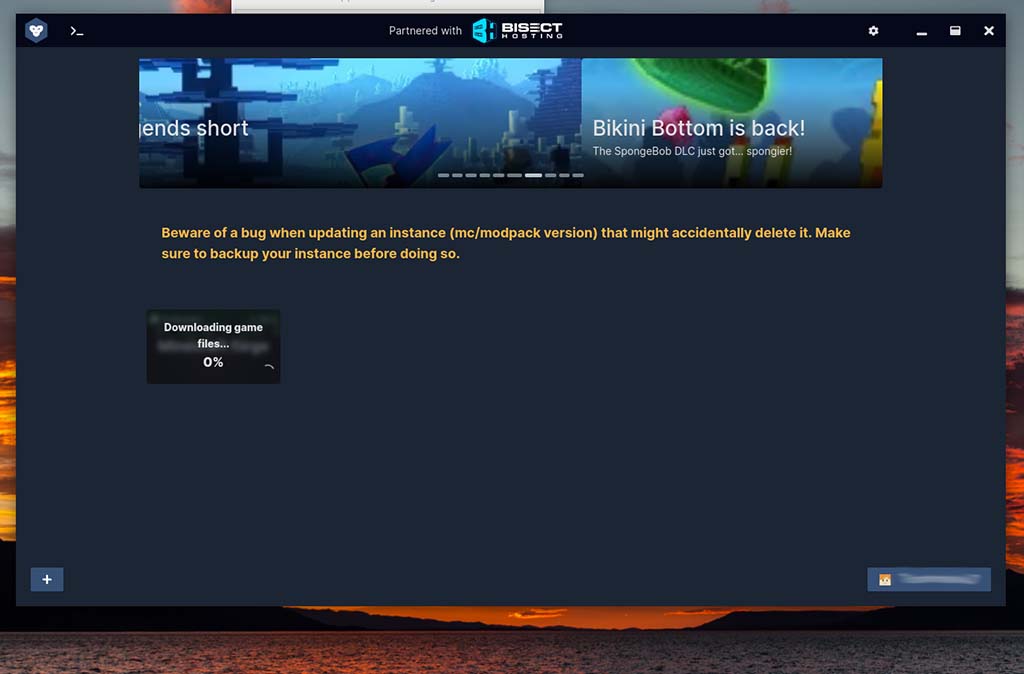 Partnered with BISECT
HOSTING
ends short
Bikini Bottom is back!
The SpongeBob DLC just got... spongier!
Beware of a bug when updating an instance (mc/modpack version) that might accidentally delete it. Make
sure to backup your instance before doing so.
Downloading game
files...
0%